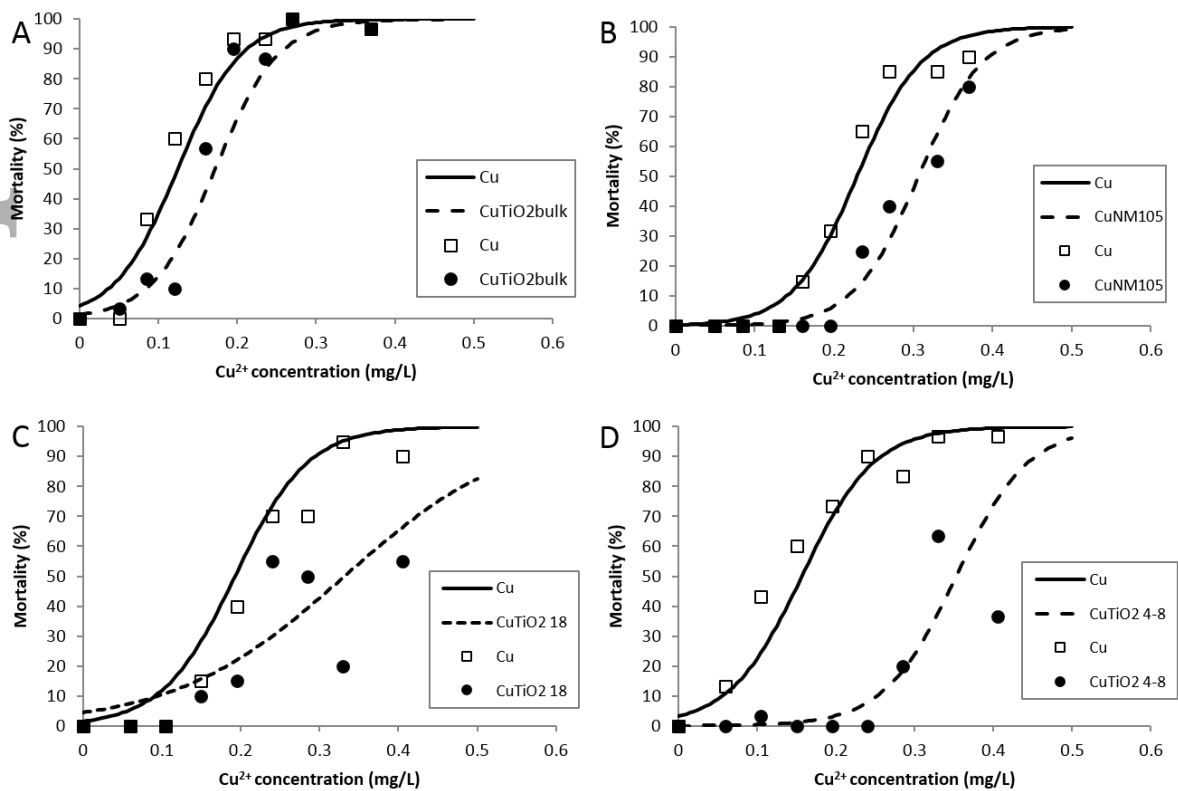 A
Mortality (%)
100
90
80
70
60
50
40
30
20
10
0
0 0.1 0.2 0.3 0.4 0.5 0.6
Cu²⁺ concentration (mg/L)
Cu
CuTiO2bulk
Cu
CuTiO2bulk
B
Mortality (%)
100
90
80
70
60
50
40
30
20
10
0
0 0.1 0.2 0.3 0.4 0.5 0.6
Cu²⁺ concentration (mg/L)
Cu
CuNM105
Cu
CuNM105
C
Mortality (%)
100
90
80
70
60
50
40
30
20
10
0
0 0.1 0.2 0.3 0.4 0.5 0.6
Cu²⁺ concentration (mg/L)
Cu
CuTiO2 18
Cu
CuTiO2 18
D
Mortality (%)
100
90
80
70
60
50
40
30
20
10
0
0 0.1 0.2 0.3 0.4 0.5 0.6
Cu²⁺ concentration (mg/L)
Cu
CuTiO2 4-8
Cu
CuTiO2 4-8